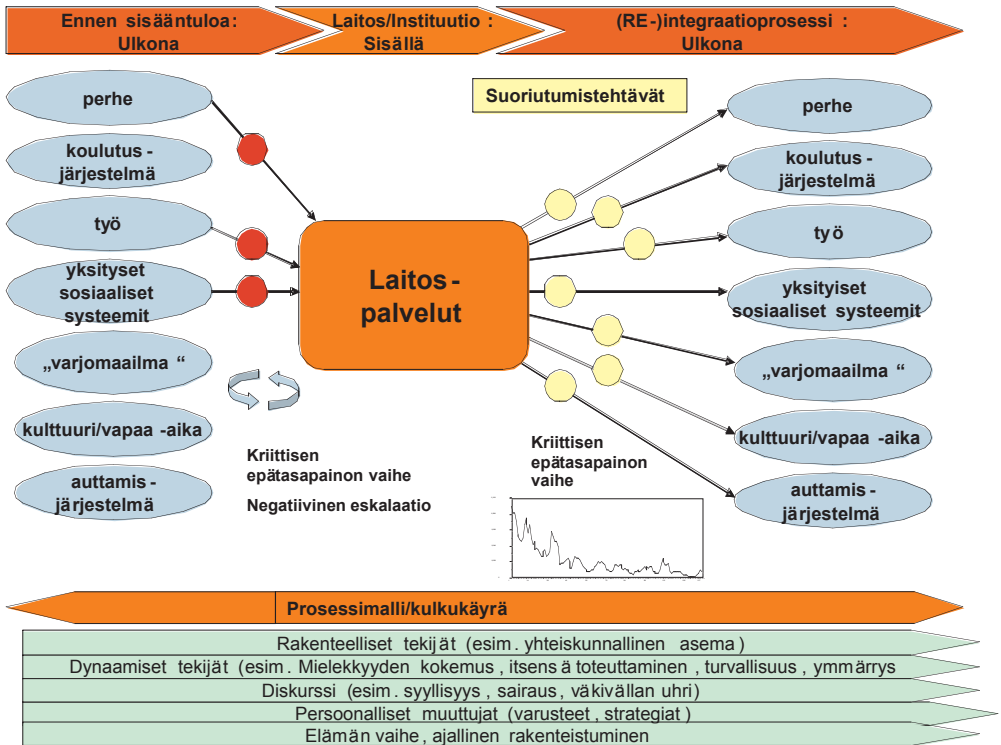 Ennen sisääntuloa:
Ulkona
Laitos/Instituutio :
Sisällä
(RE-)integraatioprosessi :
Ulkona
perhe
koulutus -
järjestelmä
työ
yksityset
sosiaaliset
systeemit
„varjomaailma “
kulttuuri/vapaa -aika
auttamis -
järjestelmä
Laitos -
palvelut
Suoriutumistehtävät
perhe
koulutus -
järjestelmä
työ
yksityiset
sosiaaliset systeemit
„varjomaailma “
kulttuuri/vapaa -aika
auttamis -
järjestelmä
Kriittisen
epätasapainon vaihe
Negatiivinen eskalaatio
Kriittisen
epätasapainon
vaihe
Prosessimalli/kulkukäyrä
Rakenteelliset tekijät (esim. yhteiskunnallinen asema)
Dynaamiset tekijät (esim. Mielekkyyden kokemus , itsens ä toteuttaminen , turvallisuus , ymmärrys
Diskurssi (esim. syyllisyys , sairaus, väkivällan uhri)
Persoonalliset muuttujat (varusteet , strategiat )
Elämän vaihe, ajallinen rakenteistuminen